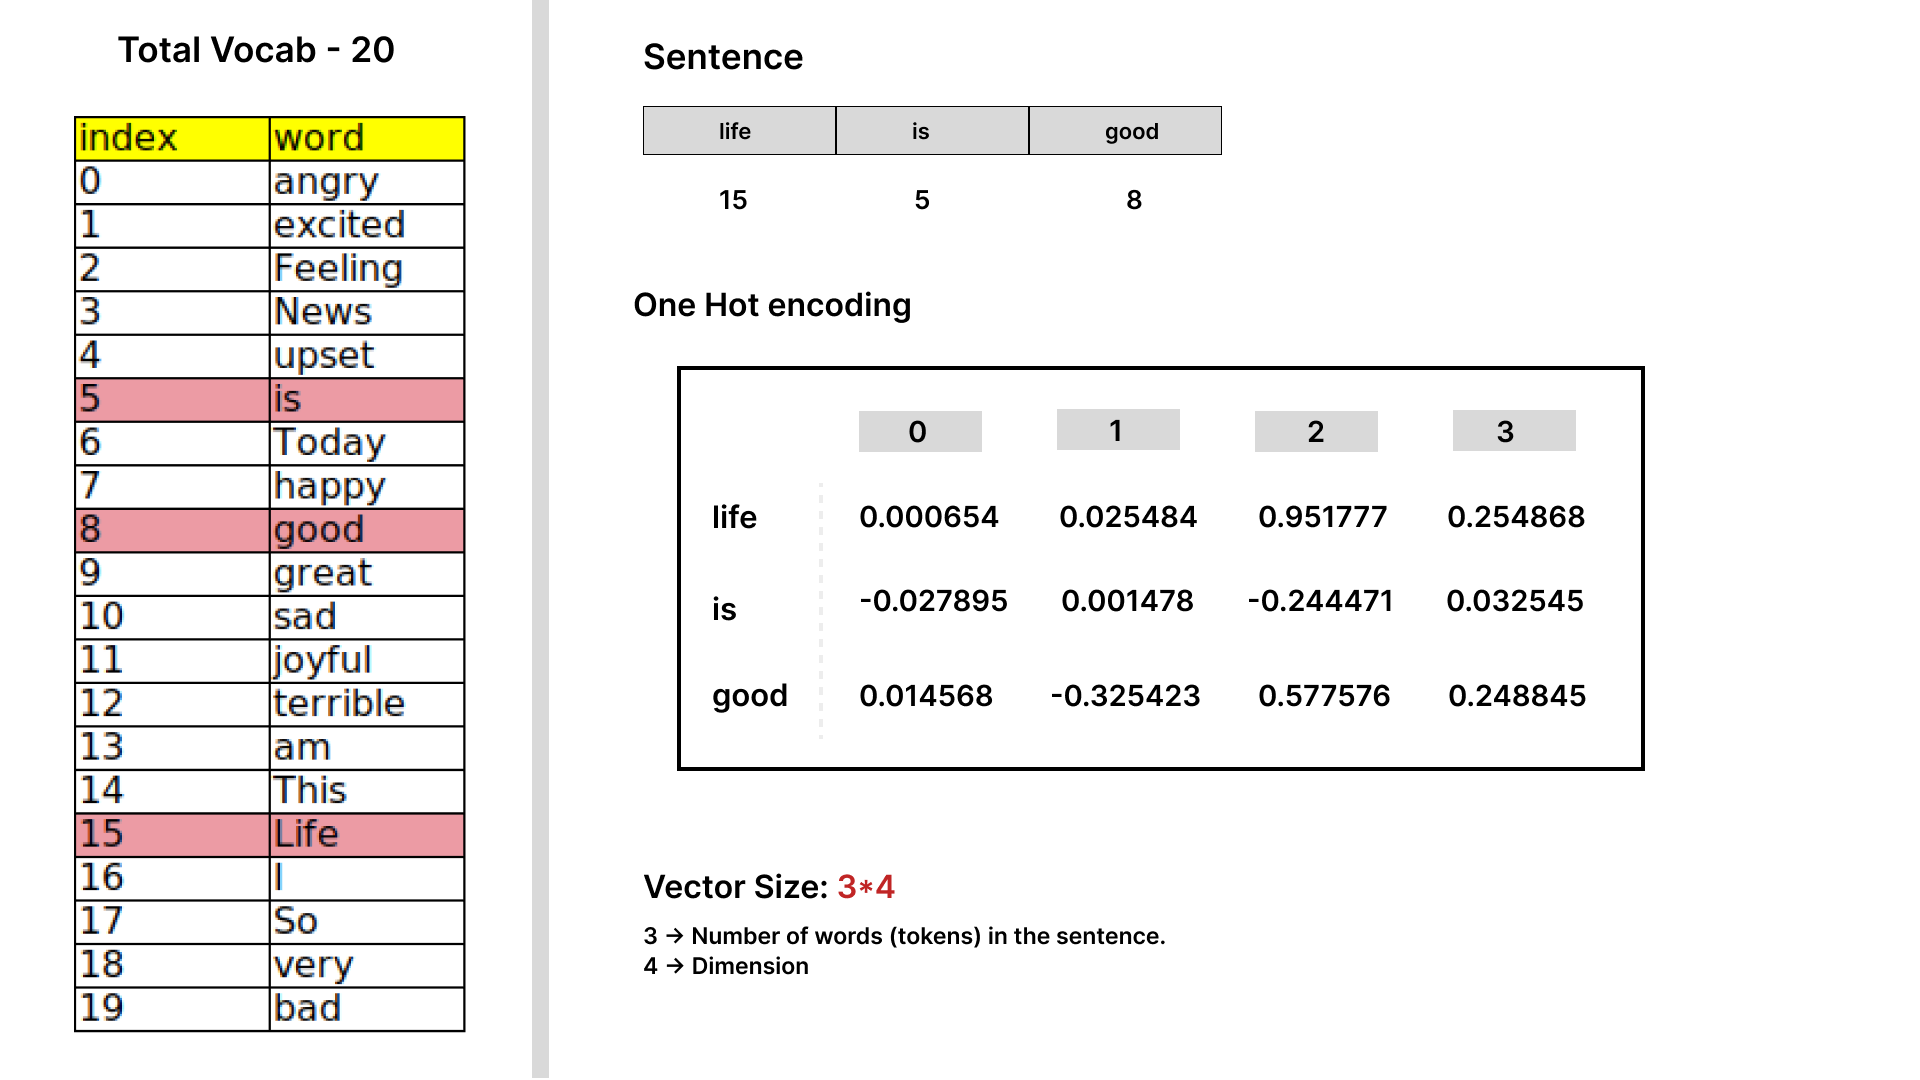 Total Vocab - 20
index word
0 angry
1 excited
2 Feeling
3 News
4 upset
5 is
6 Today
7 happy
8 good
9 great
10 sad
11 joyful
12 terrible
13 am
14 This
15 Life
16 I
17 So
18 very
19 bad
Sentence
life is good
15 5 8
One Hot encoding
0 1 2 3
life 0.000654 0.025484 0.951777 0.254868
is -0.027895 0.001478 -0.244471 0.032545
good 0.014568 -0.325423 0.577576 0.248845
Vector Size: 3*4
3 → Number of words (tokens) in the sentence.
4 → Dimension